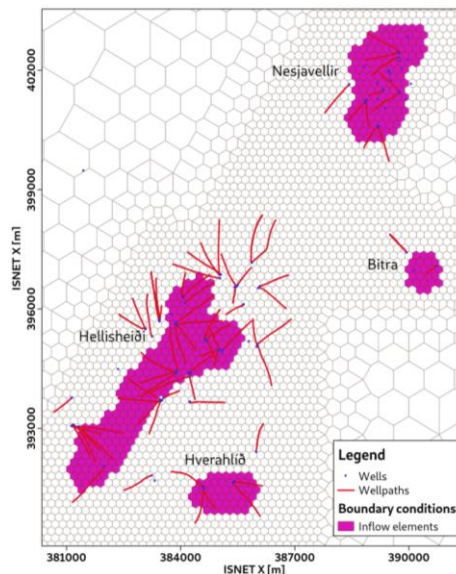 402000
Nesjavellir
399000
ISNET X [m]
Bitra
396000
Hellisheiði
393000
Hverahlíð
Legend
Wells
Wellpaths
Boundary conditions
Inflow elements
381000
384000
387000
390000
ISNET X [m]